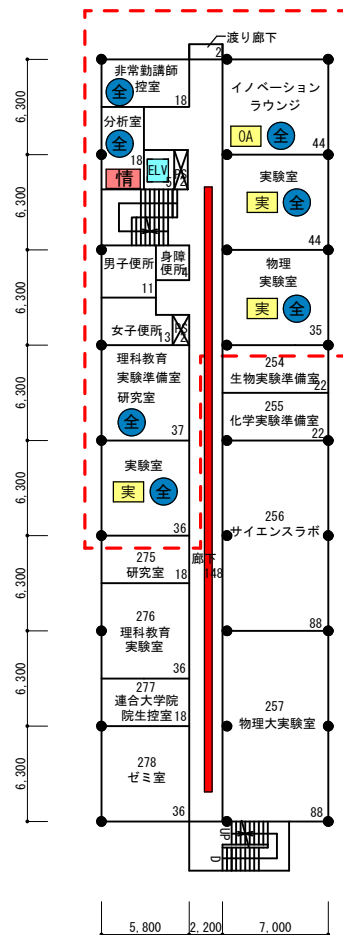 渡り廊下
2
非常勤講師
控室
全
18
イノベーション
ラウンジ
OA
全
44
分析室
全
18
情
ELV
5
PS
2
実験室
実
全
44
男子便所
11
身障
便所
4
物理
実験室
実
全
35
女子便所
13
PS
2
理科教育
実験準備室
研究室
全
37
254
生物実験準備室
22
255
化学実験準備室
22
実験室
実
全
36
256
サイエンスラボ
88
廊下
148
275
研究室
18
276
理科教育
実験室
36
277
連合大学院
院生控室
18
257
物理大実験室
88
278
ゼミ室
36
UP
D
6,300
6,300
6,300
6,300
6,300
6,300
6,300
6,300
5,800
2,200
7,000